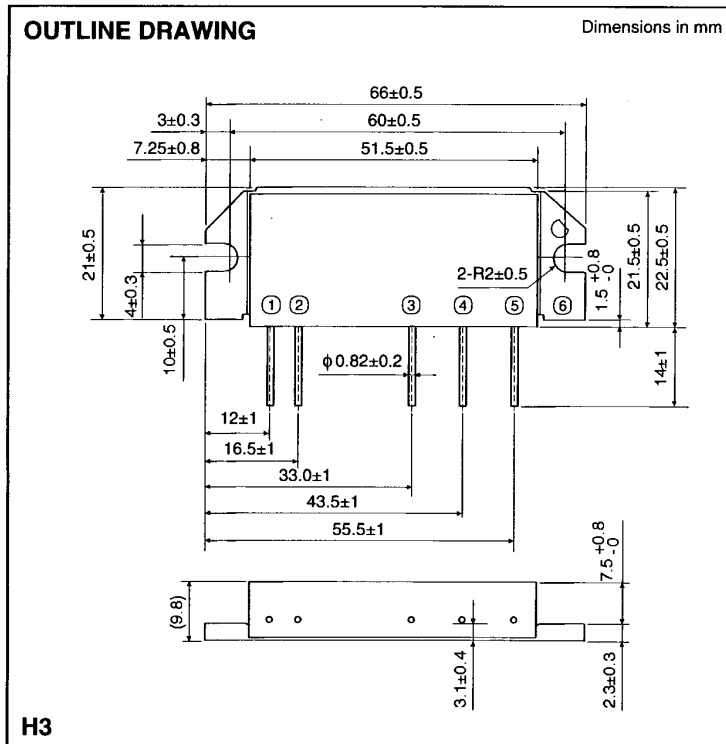 OUTLINE DRAWING
Dimensions in mm
66±0.5
3±0.3
60±0.5
7.25±0.8
51.5±0.5
21±0.5
4±0.3
10±0.5
2-R2±0.5
1.5 +0.8 -0
21.5±0.5
22.5±0.5
① ② ③ ④ ⑤ ⑥
ϕ0.82±0.2
14±1
12±1
16.5±1
33.0±1
43.5±1
55.5±1
(9.8)
7.5 +0.8 -0
3.1±0.4
2.3±0.3
H3